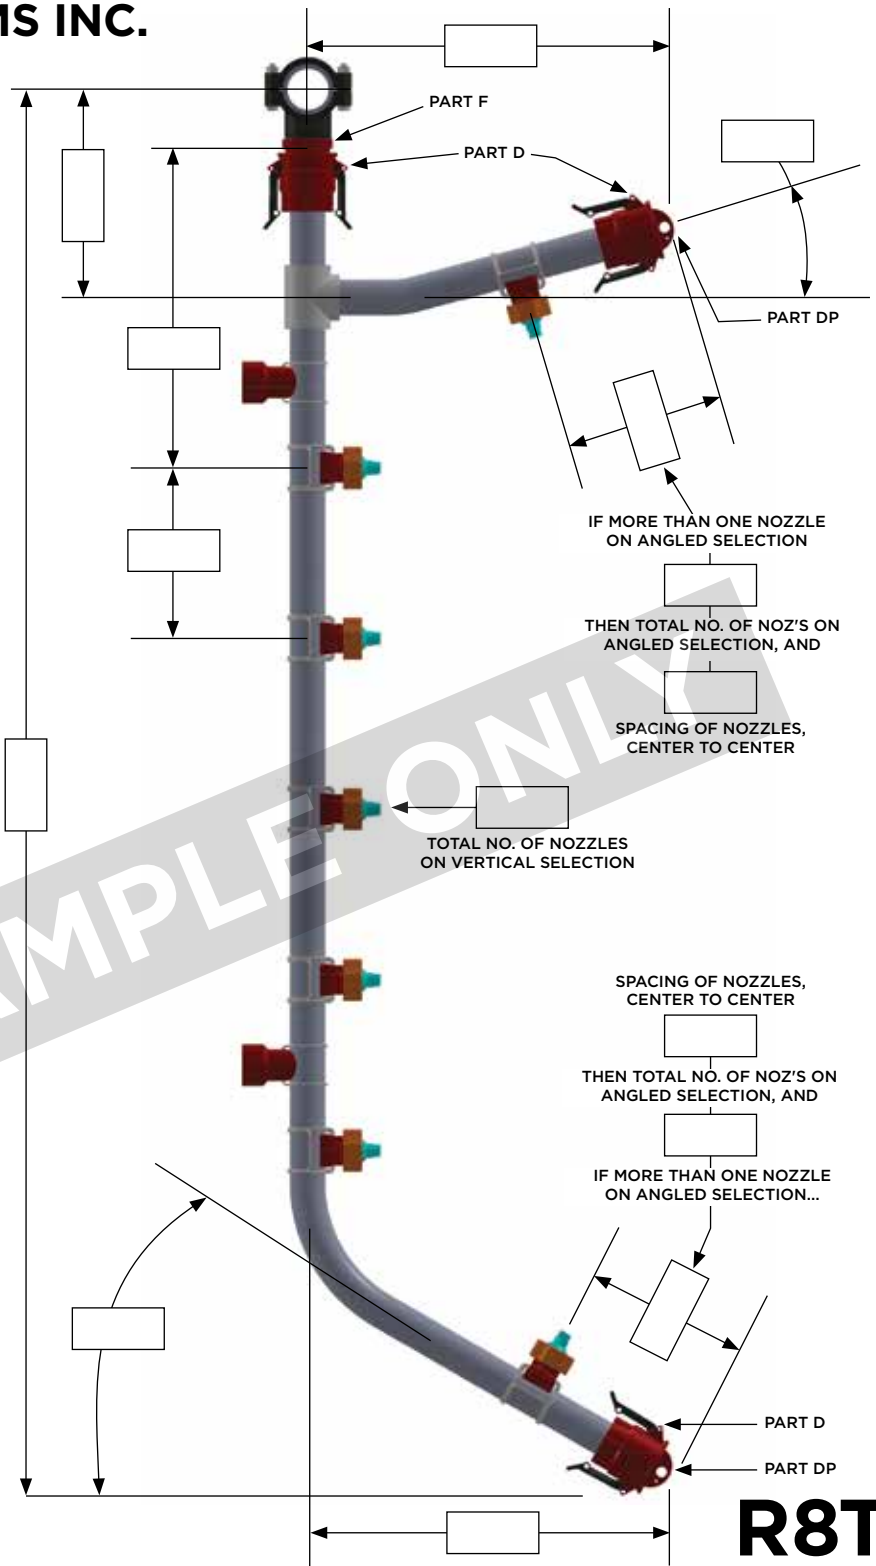 MS INC.
PART F
PART D
PART DP
IF MORE THAN ONE NOZZLE
ON ANGLED SELECTION
THEN TOTAL NO. OF NOZ'S ON
ANGLED SELECTION, AND
SPACING OF NOZZLES,
CENTER TO CENTER
TOTAL NO. OF NOZZLES
ON VERTICAL SELECTION
AMPLE ONLY
SPACING OF NOZZLES,
CENTER TO CENTER
THEN TOTAL NO. OF NOZ'S ON
ANGLED SELECTION, AND
IF MORE THAN ONE NOZZLE
ON ANGLED SELECTION...
PART D
PART DP
R8T